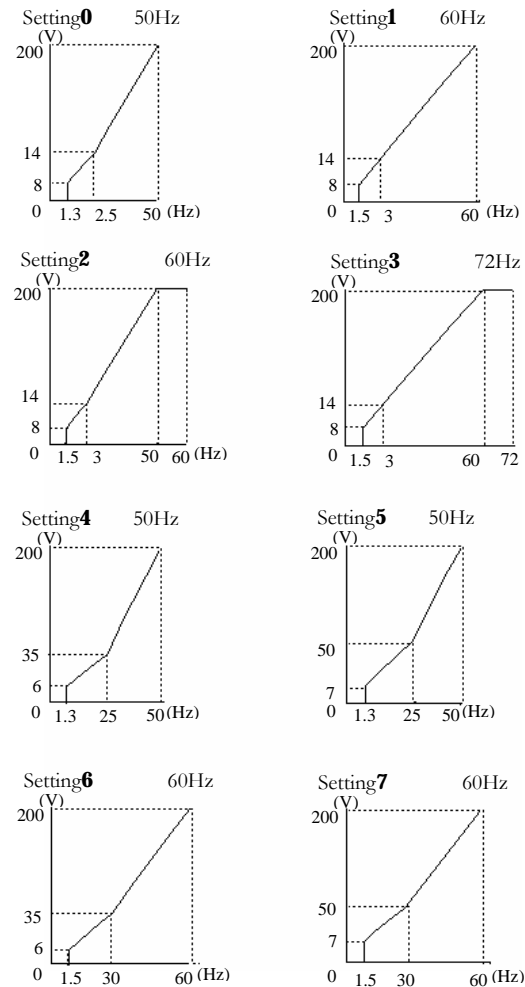 Setting0 50Hz
(V)
200
14
8
0 1.3 2.5 50 (Hz)
Setting1 60Hz
(V)
200
14
8
0 1.5 3 60 (Hz)
Setting2 60Hz
(V)
200
14
8
0 1.5 3 50 60 (Hz)
Setting3 72Hz
(V)
200
14
8
0 1.5 3 60 72
Setting4 50Hz
(V)
200
35
6
0 1.3 25 50 (Hz)
Setting5 50Hz
(V)
200
50
7
0 1.3 25 50 (Hz)
Setting6 60Hz
(V)
200
35
6
0 1.5 30 60 (Hz)
Setting7 60Hz
(V)
200
50
7
0 1.5 30 60 (Hz)